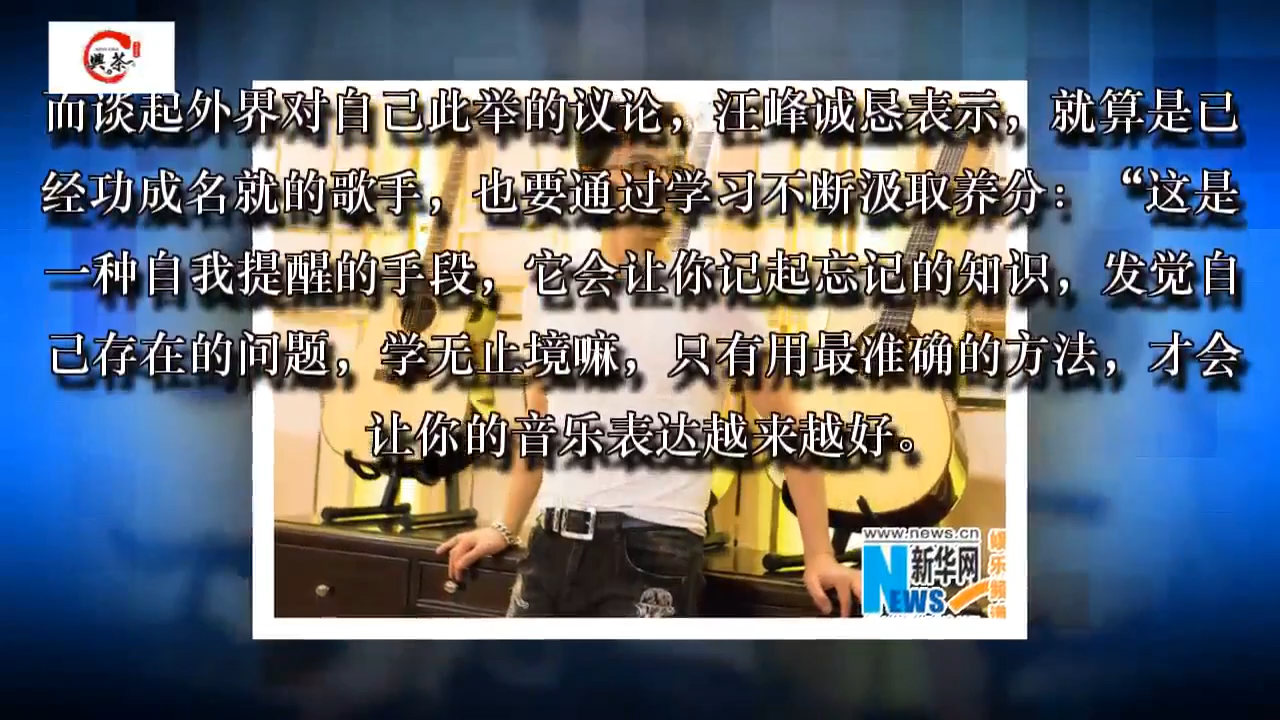 興茶
而谈起外界对自己此举的议论，汪峰诚恳表示，就算是已
经功成名就的歌手，也要通过学习不断汲取养分：“这是
一种自我提醒的手段，它会让你记起忘记的知识，发觉自
己存在的问题，学无止境嘛，只有用最准确的方法，才会
让你的音乐表达越来越好。
www.news.cn
新华网
NEWS
娱乐频道